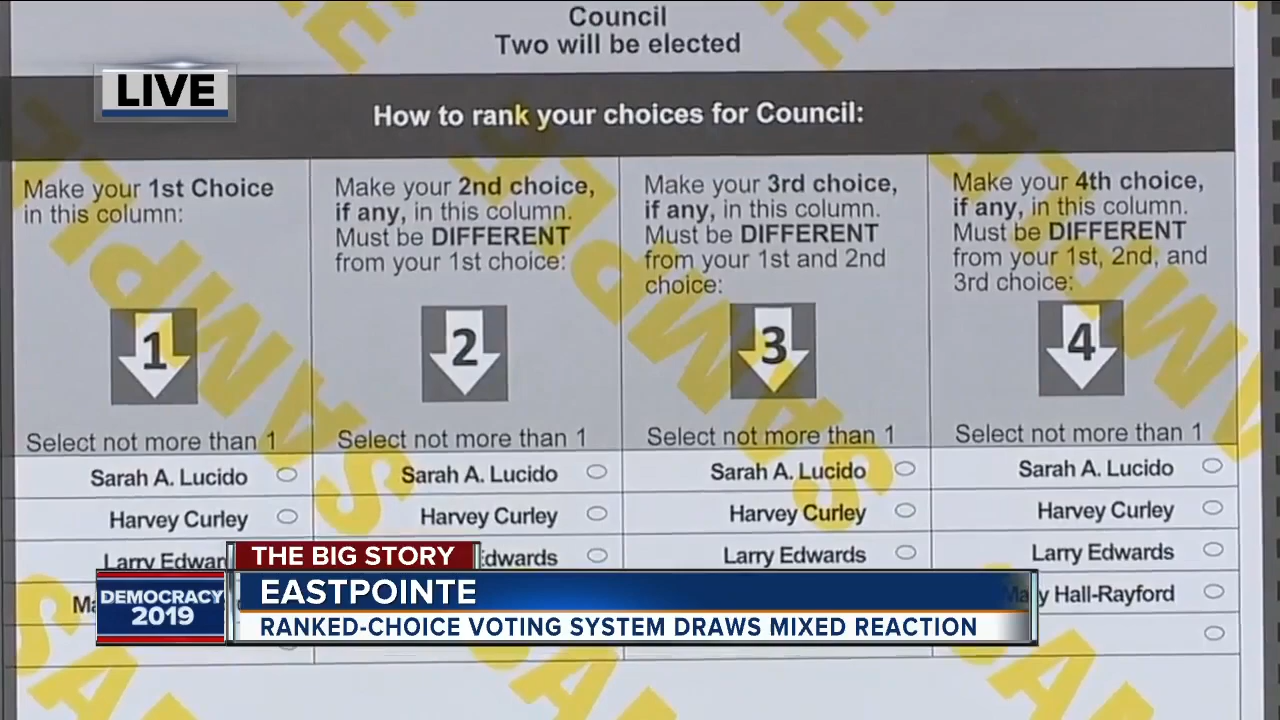 Council
Two will be elected
LIVE
How to rank your choices for Council:
Make your 1st Choice
in this column:
1
Select not more than 1
Make your 2nd choice,
if any, in this column.
Must be DIFFERENT
from your 1st choice:
2
Select not more than 1
Make your 3rd choice,
if any, in this column.
Must be DIFFERENT
from your 1st and 2nd
choice:
3
Select not more than 1
Make your 4th choice,
if any, in this column.
Must be DIFFERENT
from your 1st, 2nd, and
3rd choice:
4
Select not more than 1
Sarah A. Lucido Sarah A. Lucido Sarah A. Lucido Sarah A. Lucido
Harvey Curley Harvey Curley Harvey Curley Harvey Curley
Larry Edwards Larry Edwards
Larry
Hall-Rayford
SAMPLE
SAMPLE
THE BIG STORY
DEMOCRACY
2019
EASTPOINTE
RANKED-CHOICE VOTING SYSTEM DRAWS MIXED REACTION